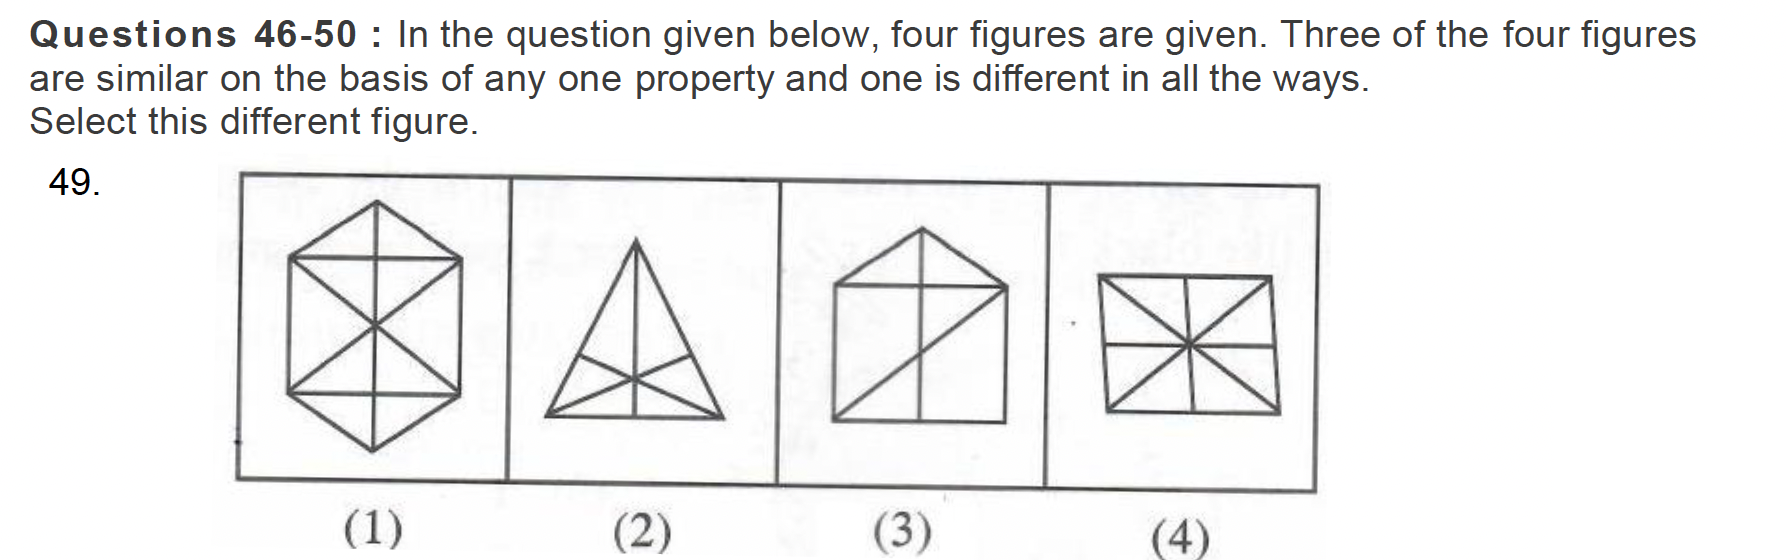 Questions 46-50 : In the question given below, four figures are given. Three of the four figures
are similar on the basis of any one property and one is different in all the ways.
Select this different figure.
49.
(1) (2) (3) (4)